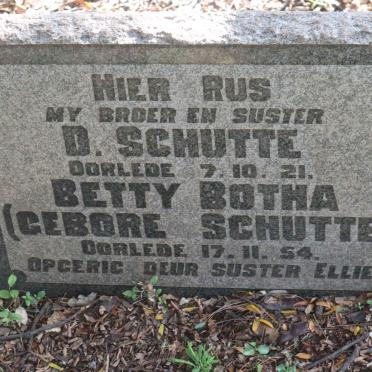 HIER RUS
MY BROER EN SUSTER
D. SCHUTTE
OORLEDE 7.10.21.
BETTY BOTHA
(GEBORE SCHUTTE
OORLEDE 17.11.54.
OPGERIG DEUR SUSTER ELLIE